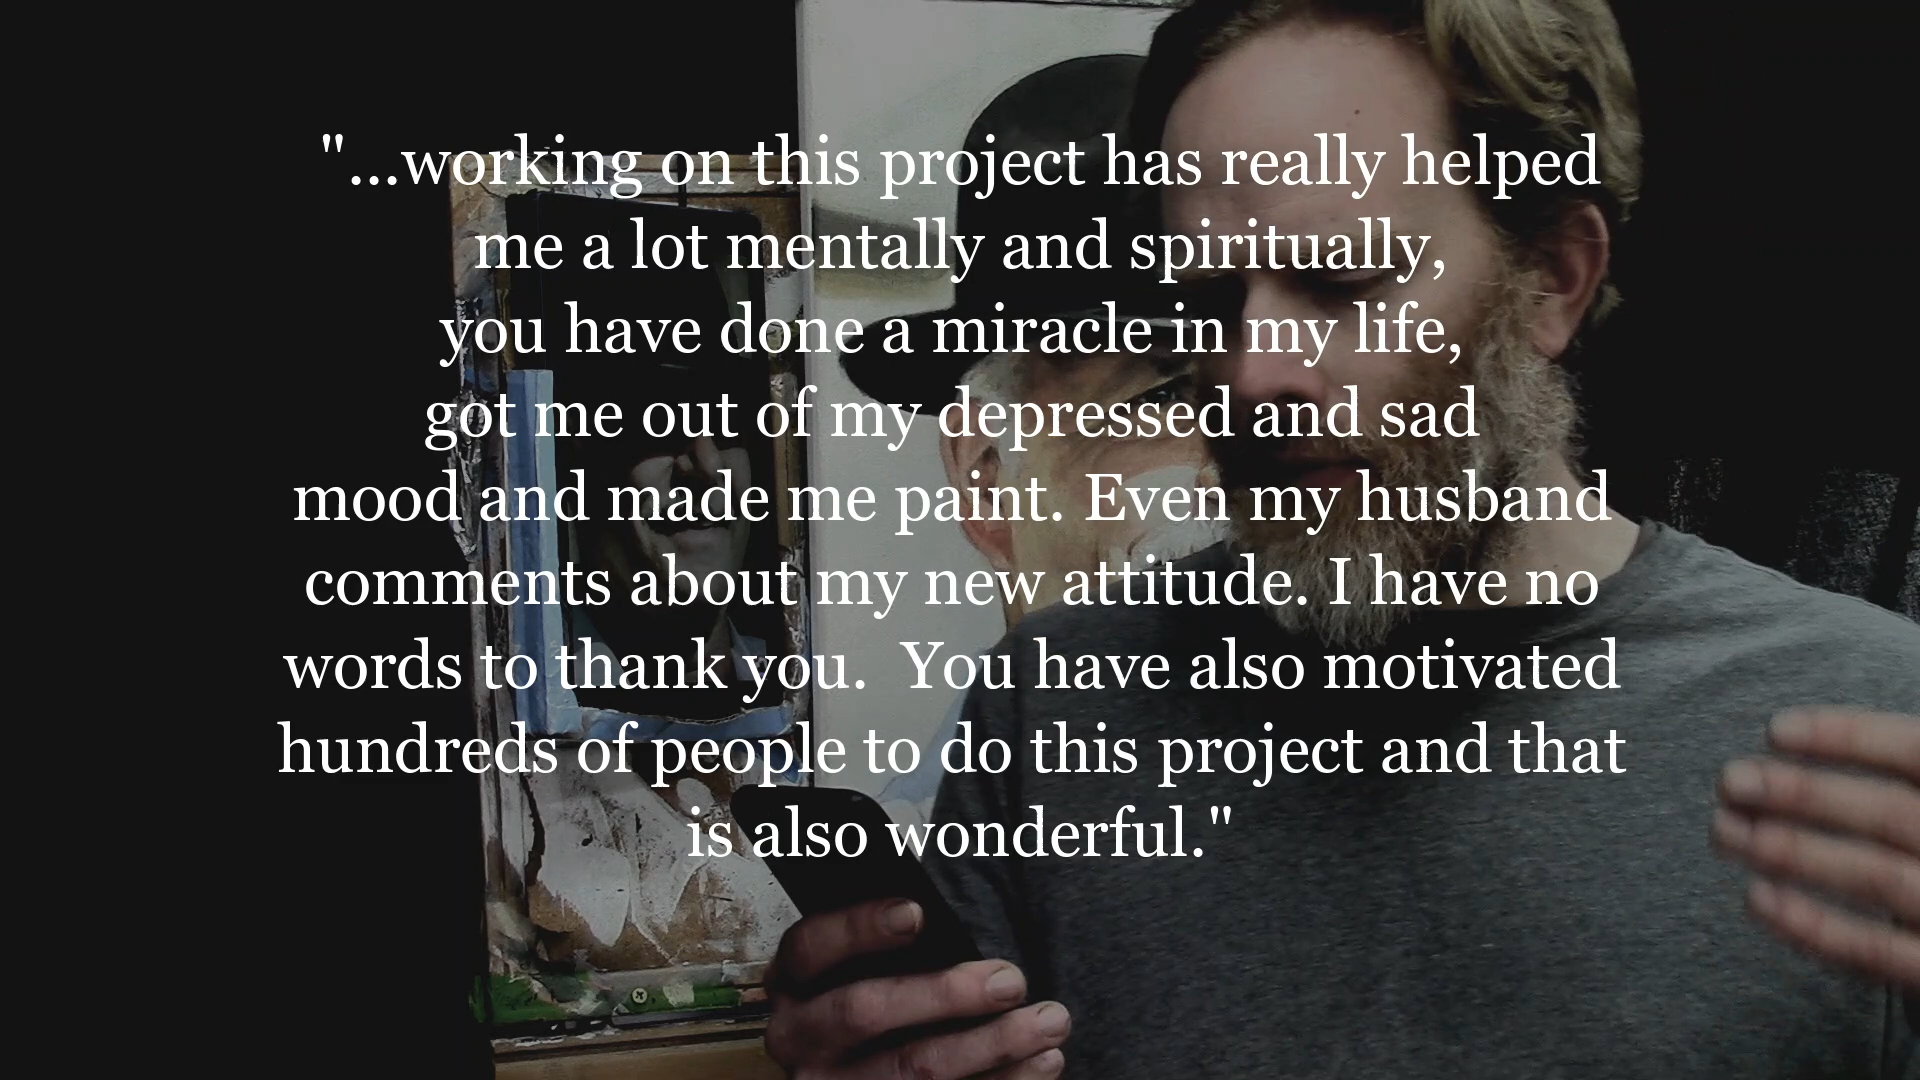 "...working on this project has really helped
me a lot mentally and spiritually,
you have done a miracle in my life,
got me out of my depressed and sad
mood and made me paint. Even my husband
comments about my new attitude. I have no
words to thank you.  You have also motivated
hundreds of people to do this project and that
is also wonderful."